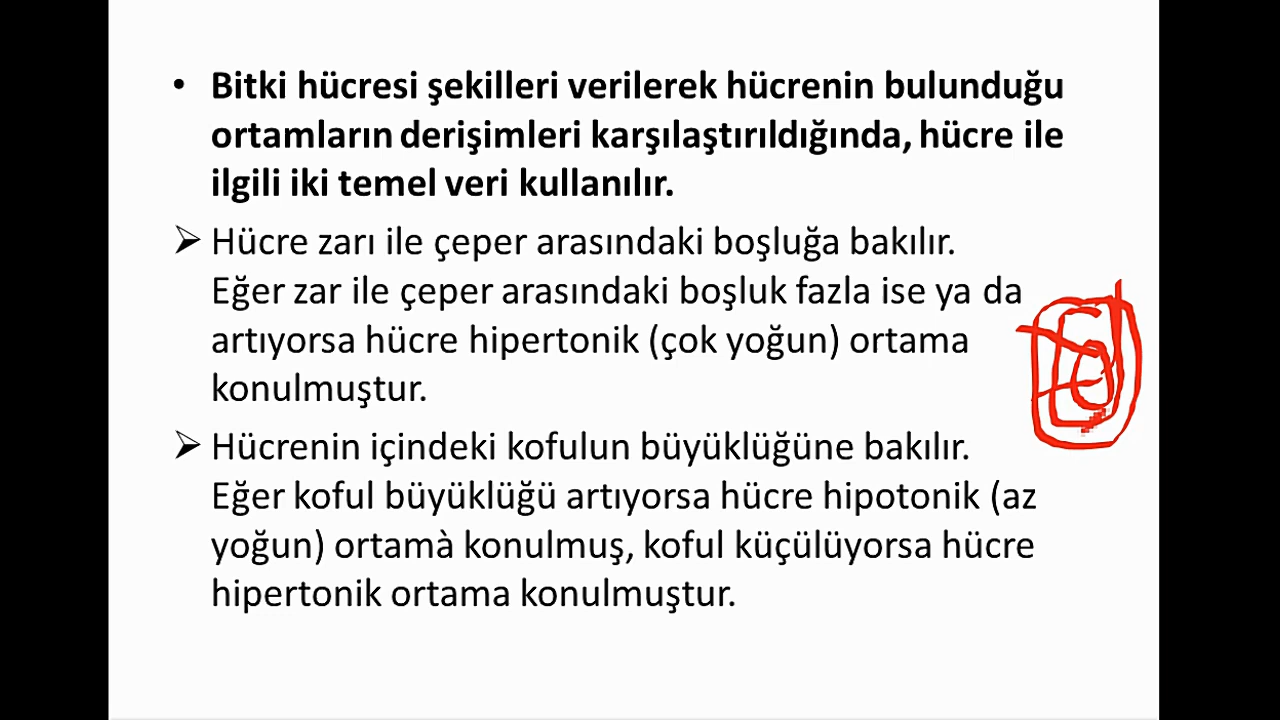 • Bitki hücresi şekilleri verilerek hücrenin bulunduğu
ortamların derişimleri karşılaştırıldığında, hücre ile
ilgili iki temel veri kullanılır.
➢ Hücre zarı ile çeper arasındaki boşluğa bakılır.
Eğer zar ile çeper arasındaki boşluk fazla ise ya da
artıyorsa hücre hipertonik (çok yoğun) ortama
konulmuştur.
➢ Hücrenin içindeki kofulun büyüklüğüne bakılır.
Eğer koful büyüklüğü artıyorsa hücre hipotonik (az
yoğun) ortamà konulmuş, koful küçülüyorsa hücre
hipertonik ortama konulmuştur.